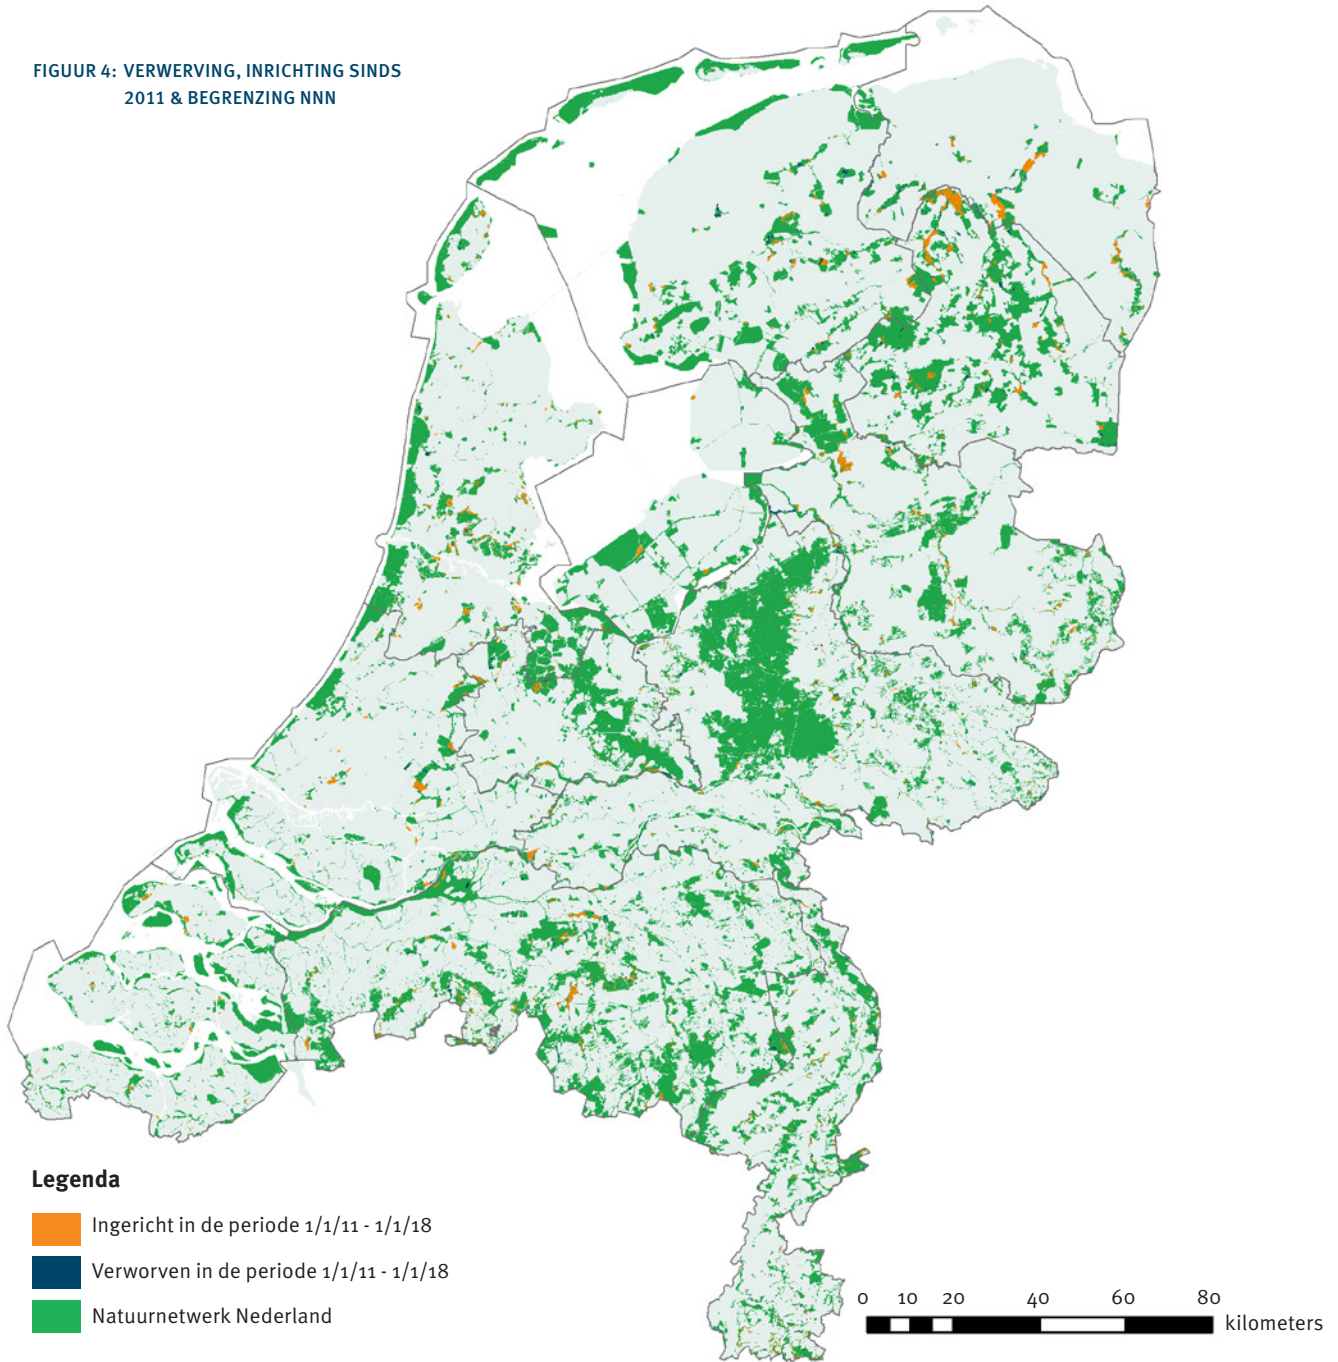 FIGUUR 4: VERWERVING, INRICHTING SINDS
2011 & BEGRENZING NNN
Legenda
Ingericht in de periode 1/1/11 - 1/1/18
Verworven in de periode 1/1/11 - 1/1/18
Natuurnetwerk Nederland
0 10 20 40 60 80
kilometers